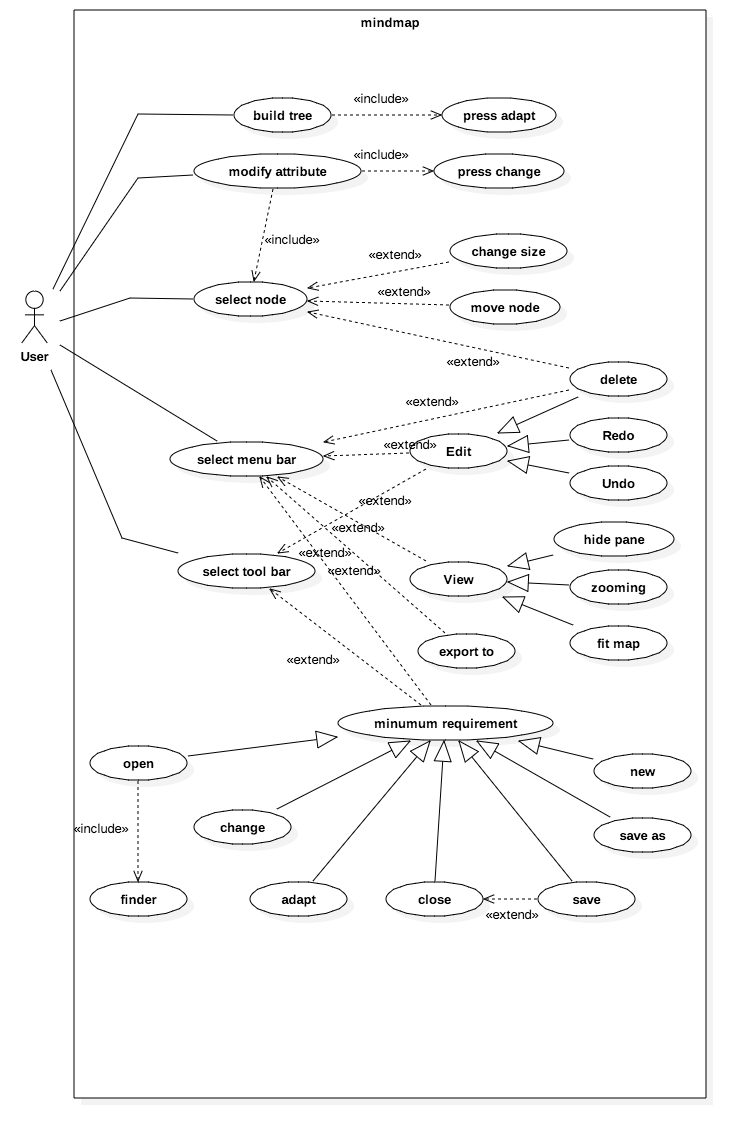 mindmap
«include»
build tree
press adapt
«include»
modify attribute
press change
«include»
«extend»
change size
select node
«extend»
move node
User
«extend»
delete
«extend»
Redo
«extend»
Edit
select menu bar
Undo
«extend»
«extend»
hide pane
«extend»
select tool bar
«extend»
View
zooming
fit map
export to
«extend»
minumum requirement
open
new
change
«include»
save as
finder
adapt
close
save
«extend»